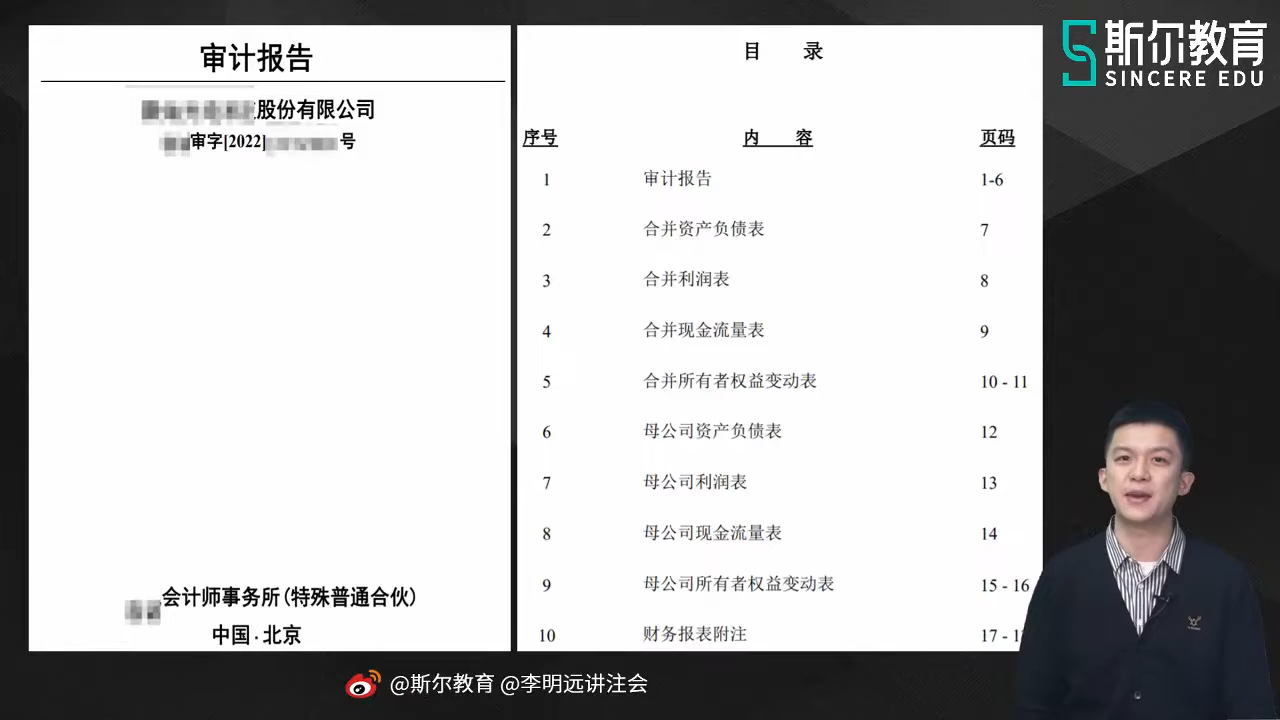 审计报告
股份有限公司
审字[2022] 号
会计师事务所(特殊普通合伙)
中国·北京
目 录
序号 内 容 页码
1 审计报告 1-6
2 合并资产负债表 7
3 合并利润表 8
4 合并现金流量表 9
5 合并所有者权益变动表 10 - 11
6 母公司资产负债表 12
7 母公司利润表 13
8 母公司现金流量表 14
9 母公司所有者权益变动表 15 - 16
10 财务报表附注 17 -
斯尔教育
SINCERE EDU
@斯尔教育 @李明远讲注会